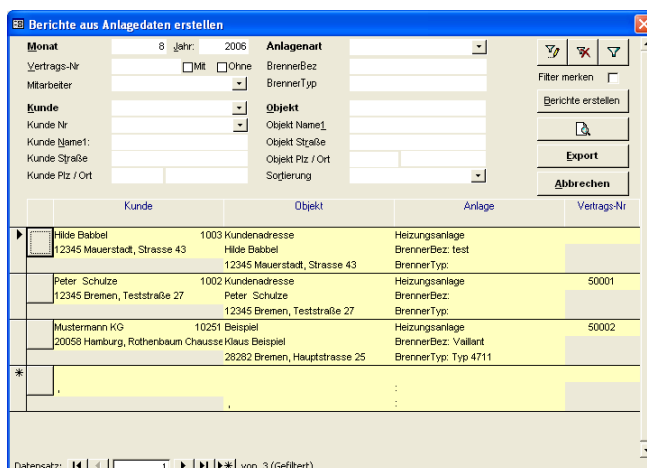 Berichte aus Anlagedaten erstellen
Monat 8 Jahr: 2006 Anlagenart
Vertrags-Nr Mit Ohne BrennerBez
Mitarbeiter BrennerTyp
Filter merken
Kunde Objekt Berichte erstellen
Kunde Nr Objekt Name1
Kunde Name1: Objekt Straße
Kunde Straße Objekt Plz / Ort Export
Kunde Plz / Ort Sortierung
Abbrechen
Kunde Objekt Anlage Vertrags-Nr
Hilde Babbel 1003 Kundenadresse Heizungsanlage
12345 Mauerstadt, Strasse 43 Hilde Babbel BrennerBez: test
12345 Mauerstadt, Strasse 43 BrennerTyp:
Peter Schulze 1002 Kundenadresse Heizungsanlage 50001
12345 Bremen, Teststraße 27 Peter Schulze BrennerBez:
12345 Bremen, Teststraße 27 BrennerTyp:
Mustermann KG 10251 Beispiel Heizungsanlage 50002
20058 Hamburg, Rothenbaum Chausse Klaus Beispiel BrennerBez: Vaillant
28282 Bremen, Hauptstrasse 25 BrennerTyp: Typ 4711
, :
, :
Datensatz: 1 von 3 (Gefiltert)